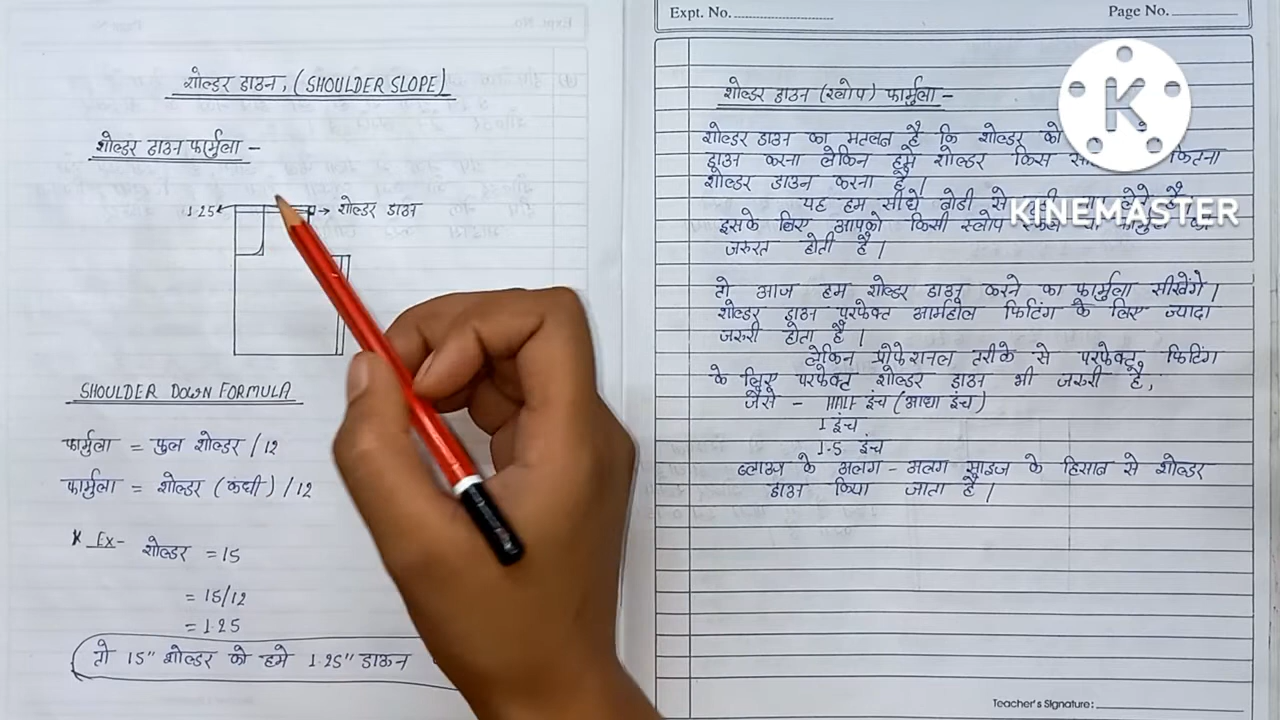 शोल्डर डाउन, (SHOULDER SLOPE)
शोल्डर डाउन फार्मुला -
1.25
शोल्डर डाउन
SHOULDER DOWN FORMULA
फार्मुला = फुल शोल्डर / 12
फार्मुला = शोल्डर (कंधी) / 12
* Ex- शोल्डर = 15
= 15/12
= 1.25
तो 15" शोल्डर को हमे 1.25" डाऊन
Expt. No.
Page No.
शोल्डर डाउन (स्लोप) फार्मुला -
शोल्डर डाउन का मतलब है कि शोल्डर को
डाउन करना लेकिन हमे शोल्डर किस कितना
शोल्डर डाउन करना है।
यह हम सीधे बोडी से
इसके लिए आपको किसी स्लोप
जरुरत होती है।
तो आज हम शोल्डर डाउन करने का फार्मुला सीखेंगे।
शोल्डर डाउन परफेक्ट आर्महोल फिटिंग के लिए ज्यादा
जरुरी होता है।
लेकिन प्रोफेशनल तरीके से परफेक्ट फिटिंग
के लिए परफेक्ट शोल्डर डाउन भी जरुरी है,
जैसे - HALF इंच (आधा इंच)
1 इंच
1.5 इंच
ब्लाउज के अलग - अलग साइज के हिसाब से शोल्डर
डाउन किया जाता है।
Teacher's Signature:
KINEMASTER